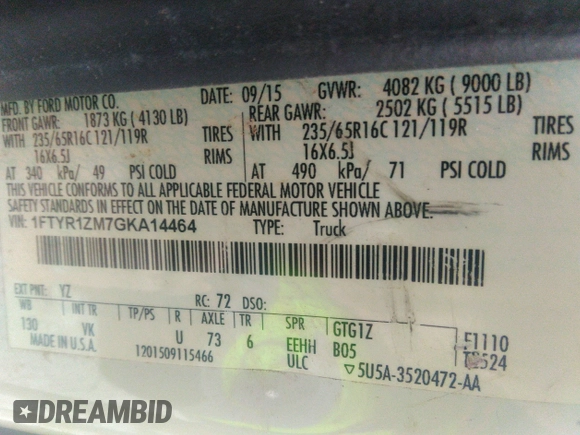 MFD. BY FORD MOTOR CO. DATE: 09/15 GVWR: 4082 KG ( 9000 LB)
FRONT GAWR: 1873 KG ( 4130 LB) REAR GAWR: 2502 KG ( 5515 LB)
WITH 235/65R16C 121/119R TIRES WITH 235/65R16C 121/119R TIRES
16X6.5J RIMS 16X6.5J RIMS
AT 340 kPa/ 49 PSI COLD AT 490 kPa/ 71 PSI COLD
THIS VEHICLE CONFORMS TO ALL APPLICABLE FEDERAL MOTOR VEHICLE
SAFETY STANDARDS IN EFFECT ON THE DATE OF MANUFACTURE SHOWN ABOVE.
VIN: 1FTYR1ZM7GKA14464 TYPE: Truck
EXT PNT: YZ RC: 72 DSO:
WB INT TR TP/PS R AXLE TR SPR GTG1Z F1110
130 VK U 73 6 EEHH B05
MADE IN U.S.A. 1201509115466 ULC ▽5U5A-3520472-AA
DREAMBID